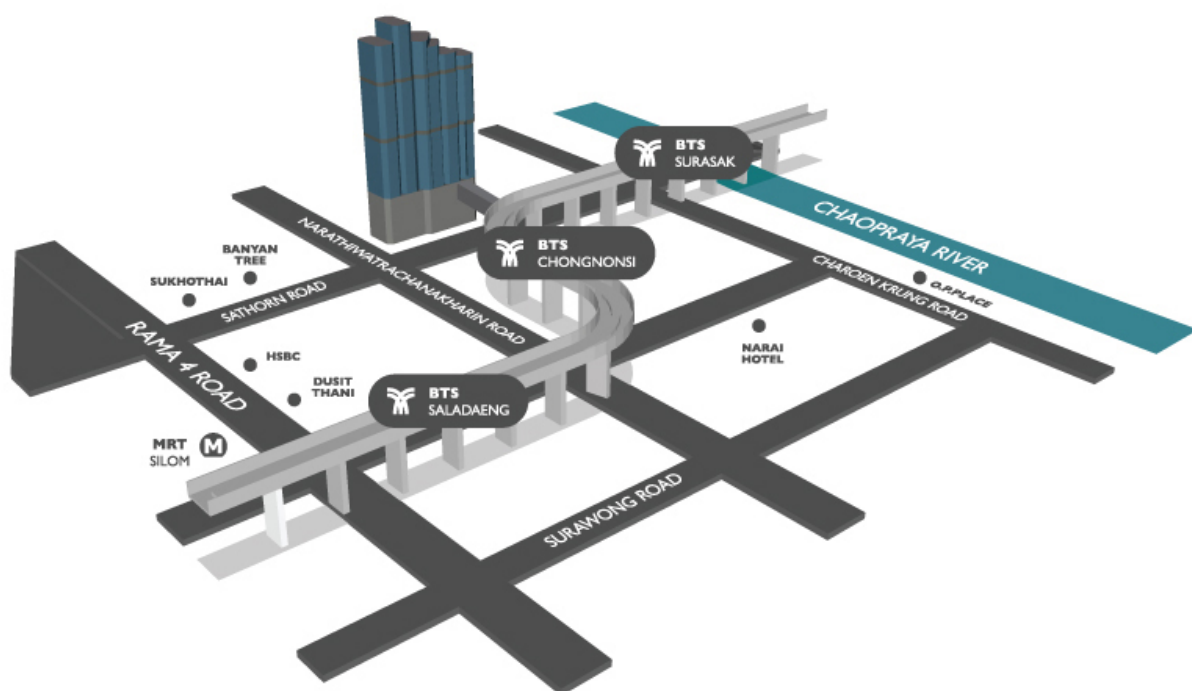 BTS
SURASAK
CHAOPRAYA RIVER
NARATHIWATRACHANAKHARIN ROAD
BTS
CHONGNONSI
BANYAN
TREE
SUKHOTHAI
SATHORN ROAD
O.P.PLACE
CHAROEN KRUNG ROAD
RAMA 4 ROAD
HSBC
NARAI
HOTEL
DUSIT
THANI
BTS
SALADAENG
MRT
SILOM
M
SURAWONG ROAD